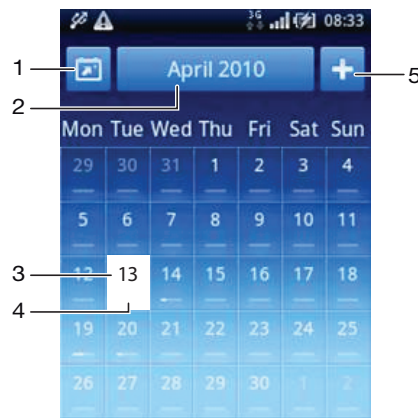 3G 08:33
1 April 2010 5
2
Mon Tue Wed Thu Fri Sat Sun
29 30 31 1 2 3 4
5 6 7 8 9 10 11
3 12 13 14 15 16 17 18
4
19 20 21 22 23 24 25
26 27 28 29 30 1 2